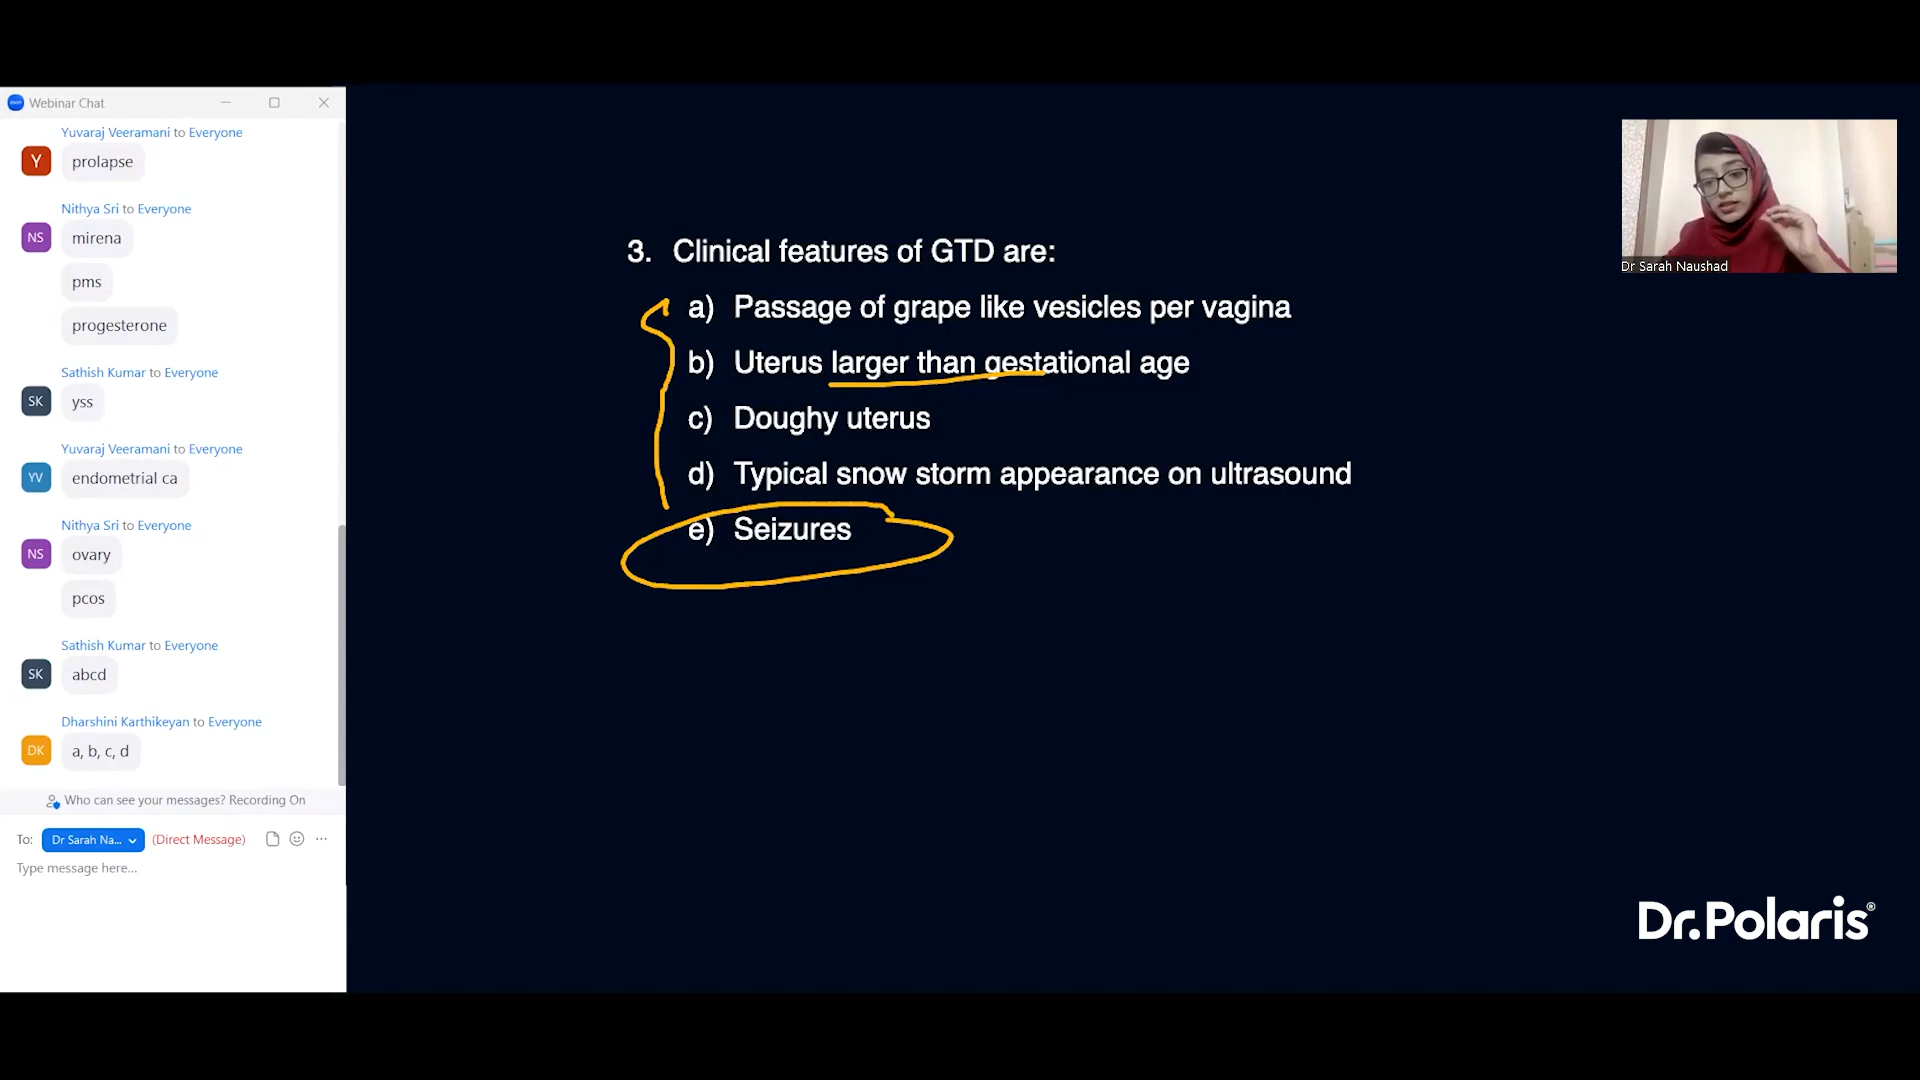 Webinar Chat
Yuvaraj Veeramani to Everyone
Y
prolapse
Nithya Sri to Everyone
NS
mirena
pms
progesterone
Sathish Kumar to Everyone
SK
yss
Yuvaraj Veeramani to Everyone
YV
endometrial ca
Nithya Sri to Everyone
NS
ovary
pcos
Sathish Kumar to Everyone
SK
abcd
Dharshini Karthikeyan to Everyone
DK
a, b, c, d
Who can see your messages? Recording On
To: Dr Sarah Na... (Direct Message)
Type message here...
3. Clinical features of GTD are:
a) Passage of grape like vesicles per vagina
b) Uterus larger than gestational age
c) Doughy uterus
d) Typical snow storm appearance on ultrasound
e) Seizures
Dr Sarah Naushad
Dr.Polaris®